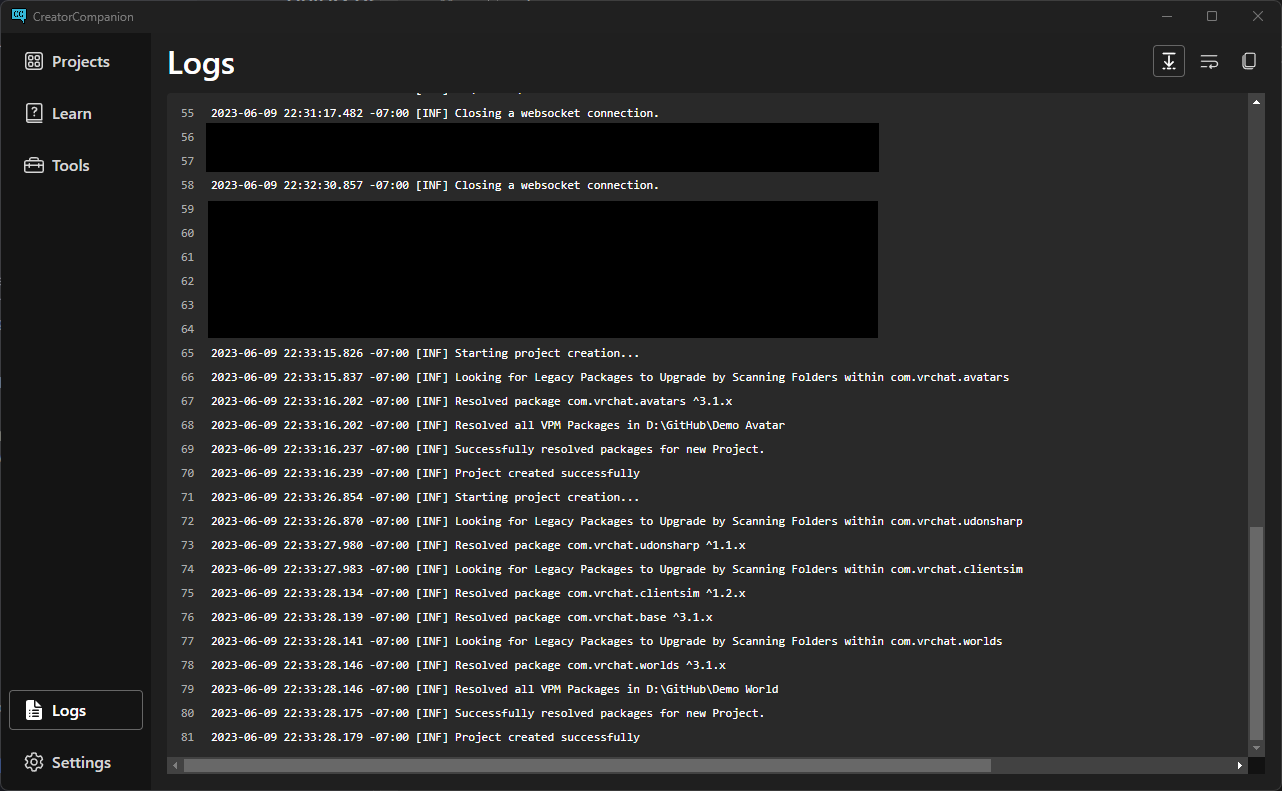 CreatorCompanion
Projects
Learn
Tools
Logs
Settings
Logs
55 2023-06-09 22:31:17.482 -07:00 [INF] Closing a websocket connection.
56
57
58 2023-06-09 22:32:30.857 -07:00 [INF] Closing a websocket connection.
59
60
61
62
63
64
65 2023-06-09 22:33:15.826 -07:00 [INF] Starting project creation...
66 2023-06-09 22:33:15.837 -07:00 [INF] Looking for Legacy Packages to Upgrade by Scanning Folders within com.vrchat.avatars
67 2023-06-09 22:33:16.202 -07:00 [INF] Resolved package com.vrchat.avatars ^3.1.x
68 2023-06-09 22:33:16.202 -07:00 [INF] Resolved all VPM Packages in D:\GitHub\Demo Avatar
69 2023-06-09 22:33:16.237 -07:00 [INF] Successfully resolved packages for new Project.
70 2023-06-09 22:33:16.239 -07:00 [INF] Project created successfully
71 2023-06-09 22:33:26.854 -07:00 [INF] Starting project creation...
72 2023-06-09 22:33:26.870 -07:00 [INF] Looking for Legacy Packages to Upgrade by Scanning Folders within com.vrchat.udonsharp
73 2023-06-09 22:33:27.980 -07:00 [INF] Resolved package com.vrchat.udonsharp ^1.1.x
74 2023-06-09 22:33:27.983 -07:00 [INF] Looking for Legacy Packages to Upgrade by Scanning Folders within com.vrchat.clientsim
75 2023-06-09 22:33:28.134 -07:00 [INF] Resolved package com.vrchat.clientsim ^1.2.x
76 2023-06-09 22:33:28.139 -07:00 [INF] Resolved package com.vrchat.base ^3.1.x
77 2023-06-09 22:33:28.141 -07:00 [INF] Looking for Legacy Packages to Upgrade by Scanning Folders within com.vrchat.worlds
78 2023-06-09 22:33:28.146 -07:00 [INF] Resolved package com.vrchat.worlds ^3.1.x
79 2023-06-09 22:33:28.146 -07:00 [INF] Resolved all VPM Packages in D:\GitHub\Demo World
80 2023-06-09 22:33:28.175 -07:00 [INF] Successfully resolved packages for new Project.
81 2023-06-09 22:33:28.179 -07:00 [INF] Project created successfully